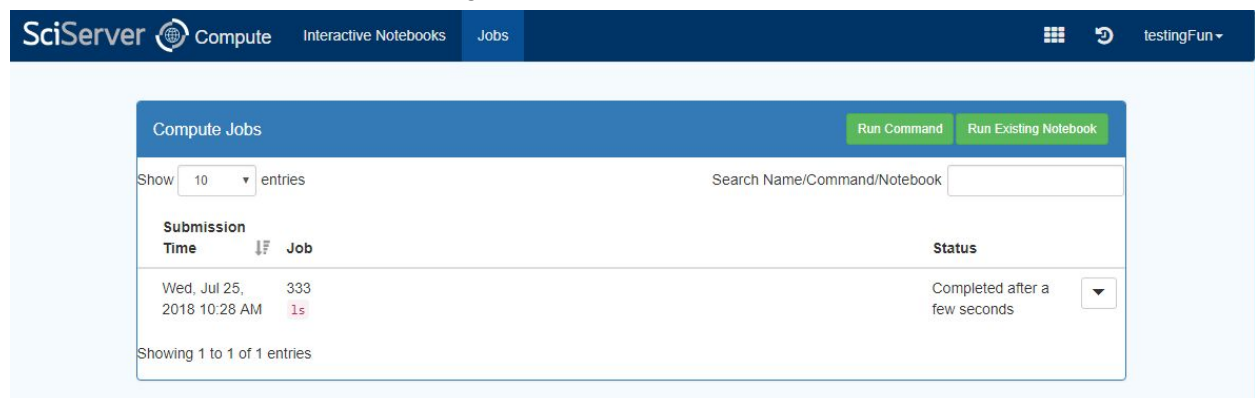 SciServer Compute Interactive Notebooks Jobs testingFun
Compute Jobs Run Command Run Existing Notebook
Show 10 entries Search Name/Command/Notebook
Submission
Time Job Status
Wed, Jul 25, 333 Completed after a
2018 10:28 AM ls few seconds
Showing 1 to 1 of 1 entries